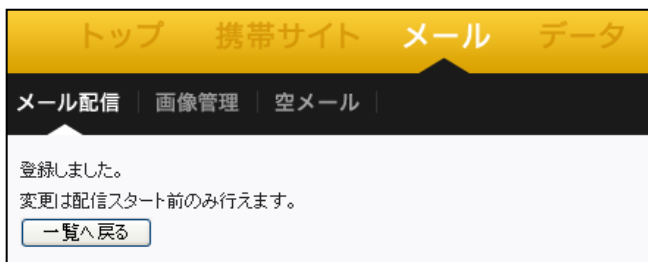 トップ 携帯サイト メール データ
メール配信 画像管理 空メール
登録しました。
変更は配信スタート前のみ行えます。
一覧へ戻る